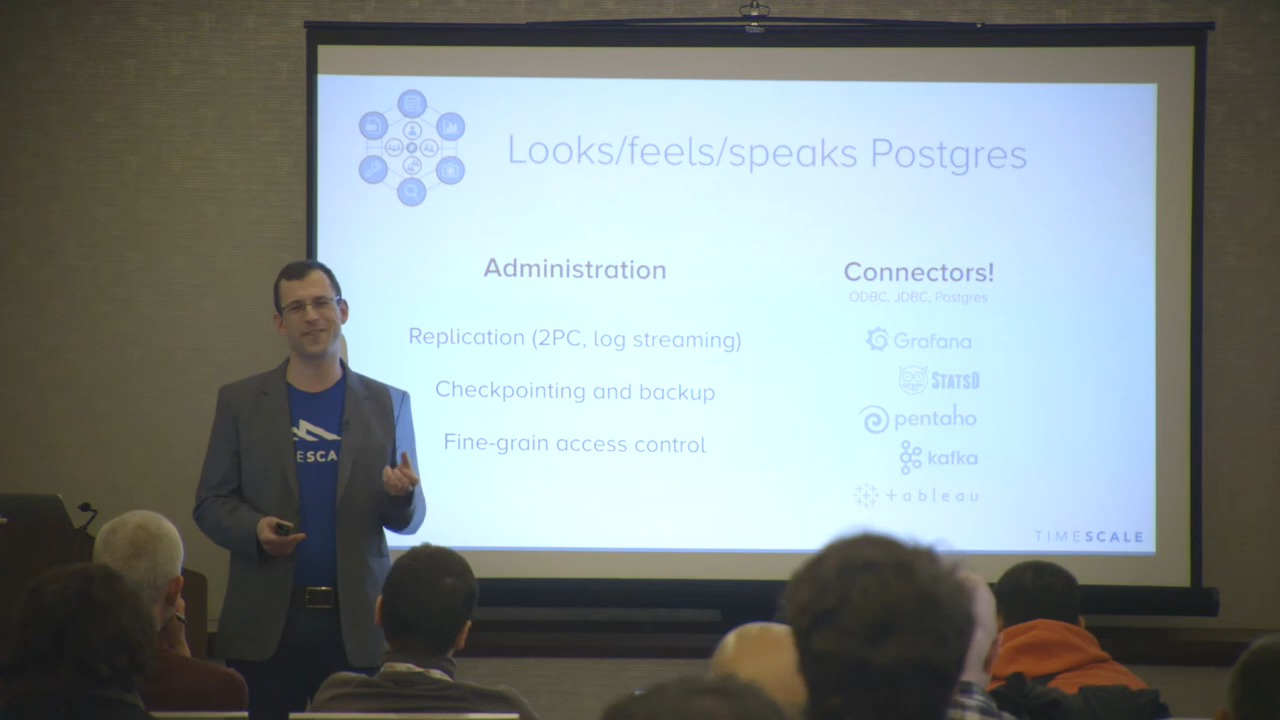 Looks/feels/speaks Postgres
Administration
Replication (2PC, log streaming)
Checkpointing and backup
Fine-grain access control
Connectors!
ODBC, JDBC, Postgres
Grafana
STATSD
pentaho
kafka
+ableau
TIMESCALE
ESCA